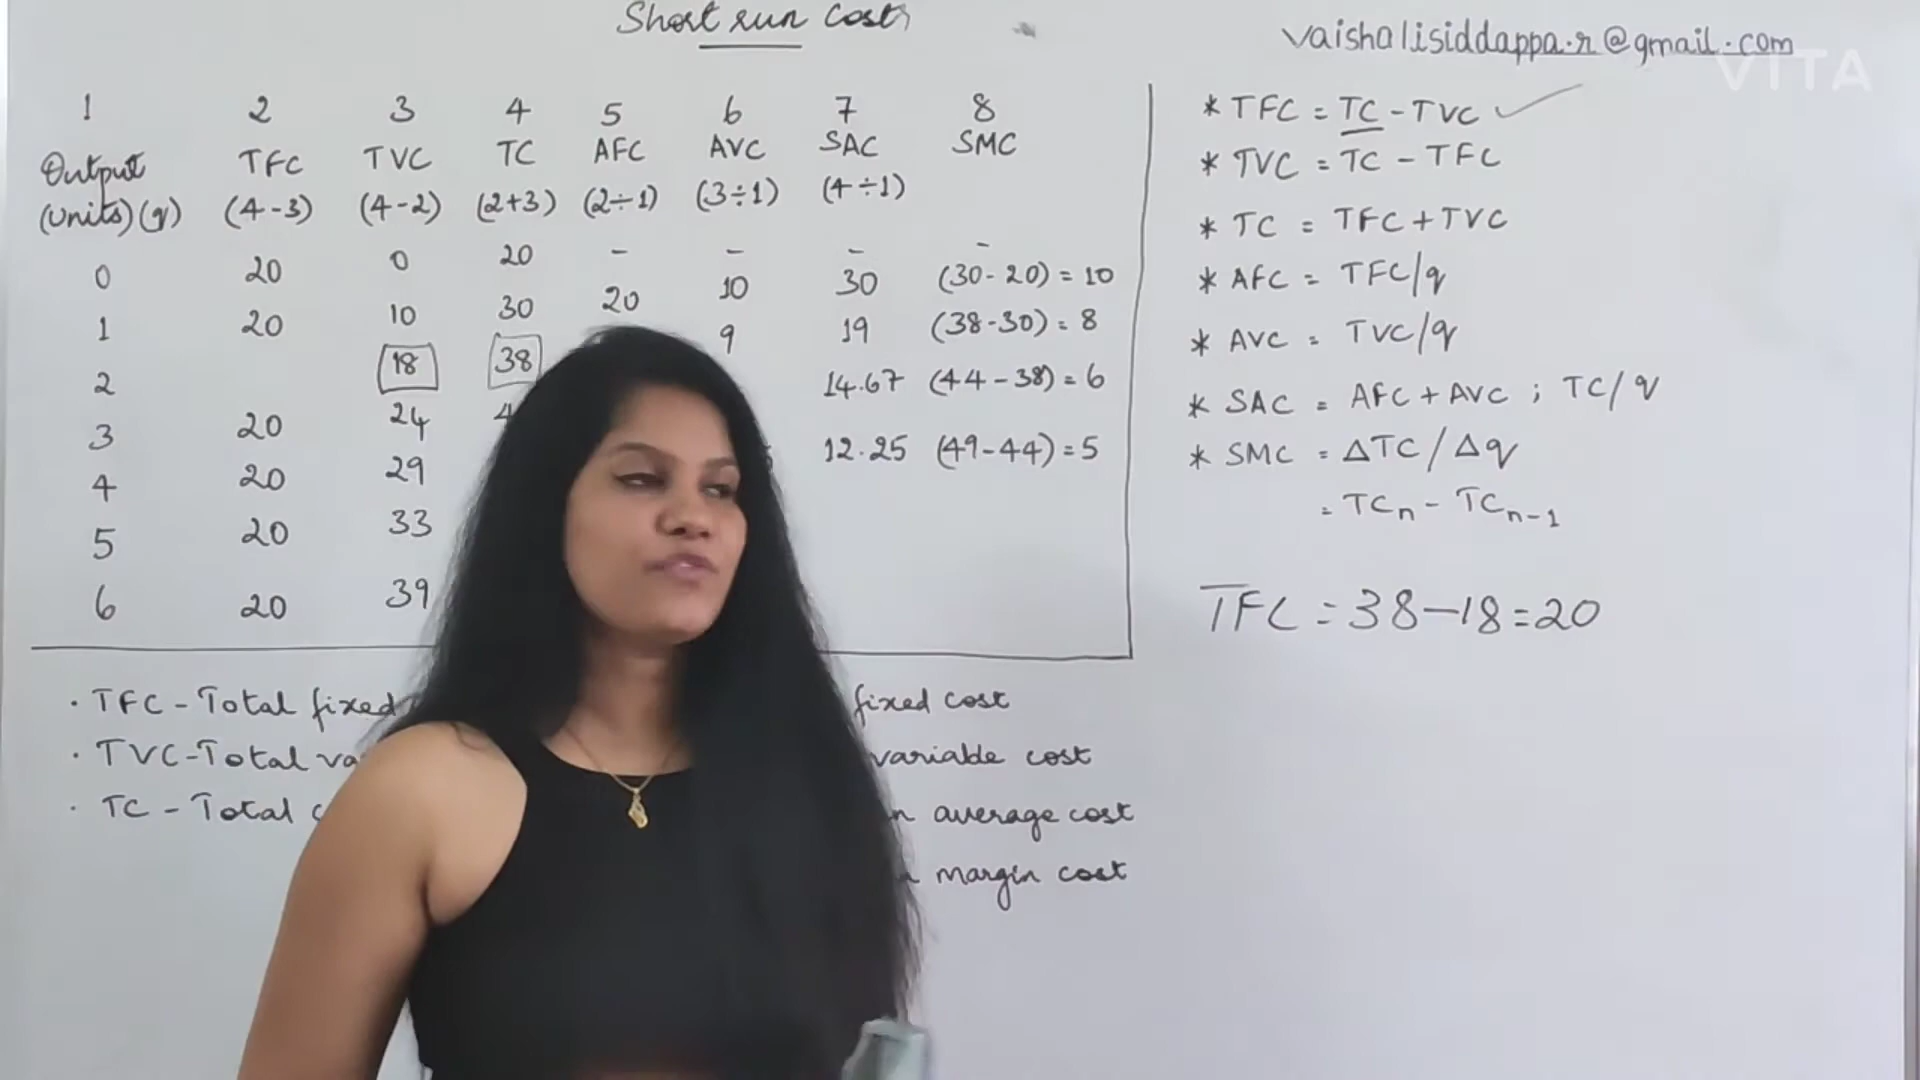 Short run costs
vaishalisiddappa.r@gmail.com
VITA
1 2 3 4 5 6 7 8
Output TFC TVC TC AFC AVC SAC SMC
(units)(q) (4-3) (4-2) (2+3) (2÷1) (3÷1) (4÷1)
0 20 0 20 - - - -
1 20 10 30 20 10 30 (30-20)=10
2 18 38 9 19 (38-30)=8
3 20 24 14.67 (44-38)=6
4 20 29 12.25 (49-44)=5
5 20 33
6 20 39
* TFC = TC - TVC ✓
* TVC = TC - TFC
* TC = TFC + TVC
* AFC = TFC/q
* AVC = TVC/q
* SAC = AFC + AVC ; TC/q
* SMC = ΔTC/Δq
= TCn - TCn-1
TFC = 38-18=20
· TFC - Total fixed
· TVC - Total va
· TC - Total c
fixed cost
variable cost
n average cost
n margin cost